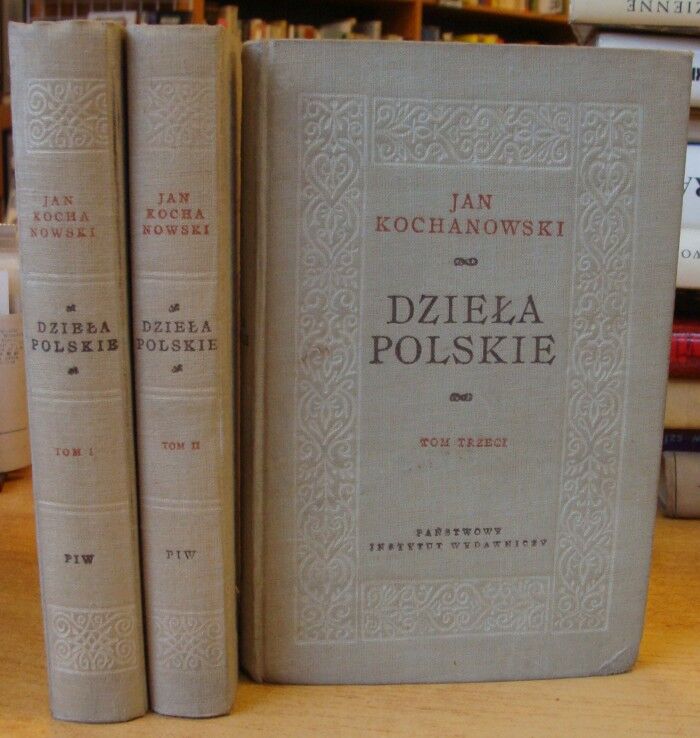 JAN
KOCHA
NOWSKI
DZIEŁA
POLSKIE
TOM I
PIW
JAN
KOCHA
NOWSKI
DZIEŁA
POLSKIE
TOM II
PIW
JAN
KOCHANOWSKI
DZIEŁA
POLSKIE
TOM TRZECI
PAŃSTWOWY
INSTYTUT WYDAWNICZY
ZIENNE